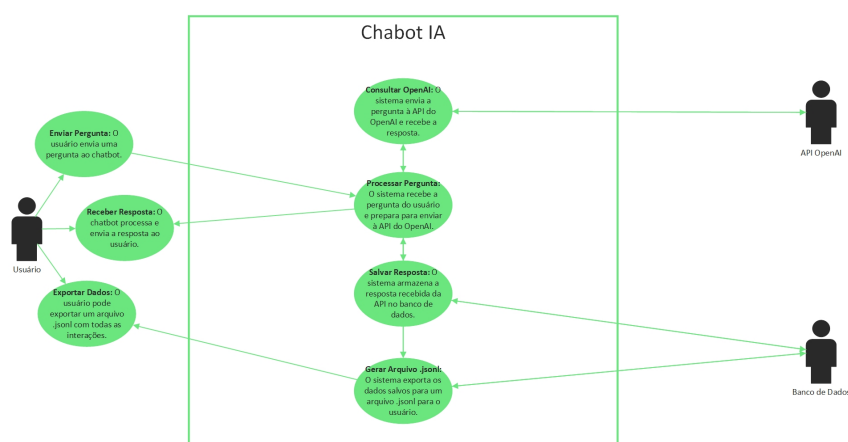 Chabot IA
Consultar OpenAI: O
sistema envia a
pergunta à API do
OpenAI e recebe a
resposta.
API OpenAI
Enviar Pergunta: O
usuário envia uma
pergunta ao chatbot.
Processar Pergunta:
O sistema recebe a
pergunta do usuário
e prepara para enviar
à API do OpenAI.
Receber Resposta: O
chatbot processa e
envia a resposta ao
usuário.
Usuário
Salvar Resposta: O
sistema armazena a
resposta recebida da
API no banco de
dados.
Exportar Dados: O
usuário pode
exportar um arquivo
.jsonl com todas as
interações.
Gerar Arquivo .jsonl:
O sistema exporta os
dados salvos para um
arquivo .jsonl para o
usuário.
Banco de Dados